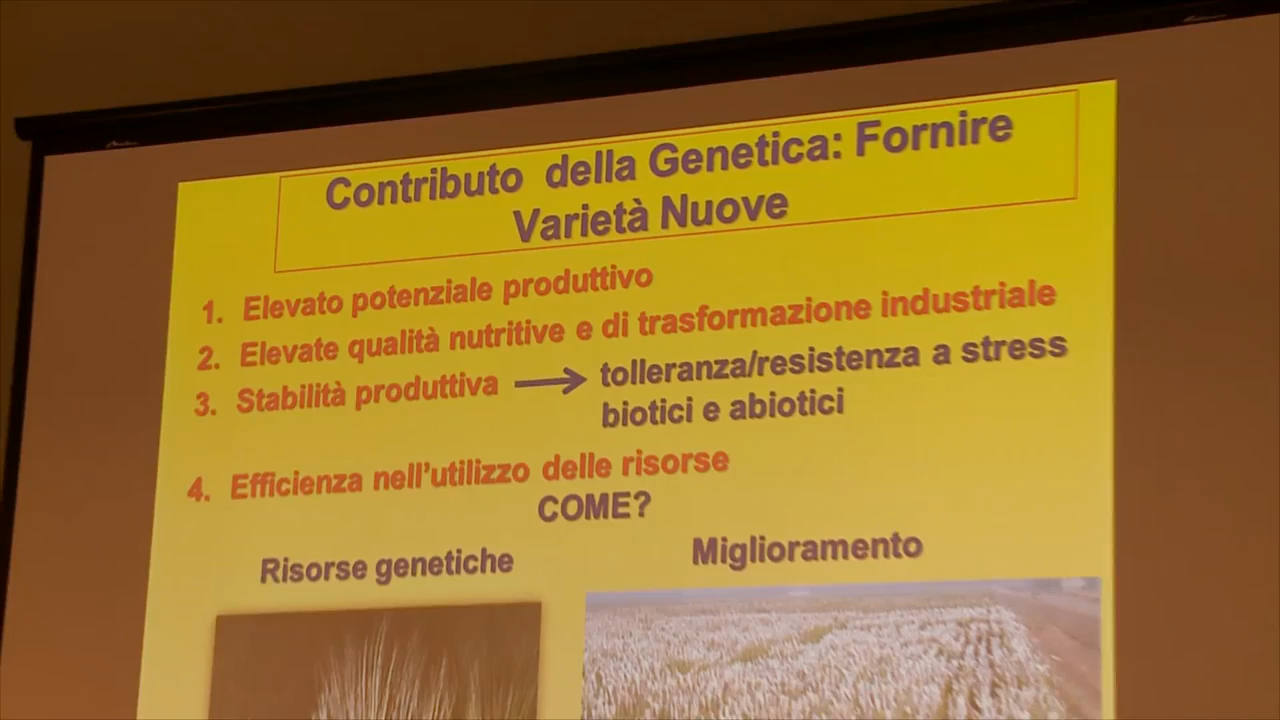 Contributo della Genetica: Fornire
Varietà Nuove
1. Elevato potenziale produttivo
2. Elevate qualità nutritive e di trasformazione industriale
3. Stabilità produttiva → tolleranza/resistenza a stress
biotici e abiotici
4. Efficienza nell’utilizzo delle risorse
COME?
Risorse genetiche
Miglioramento